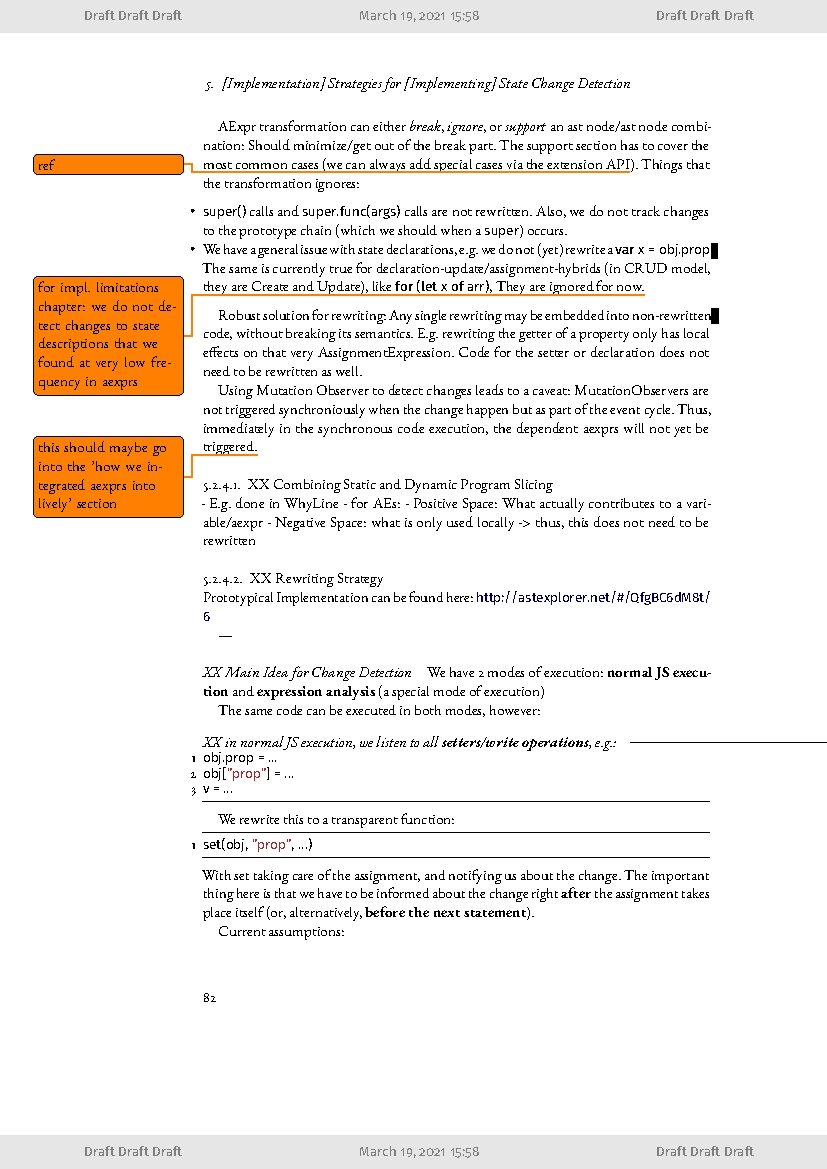 Draft Draft Draft March 19, 2021 15:58 Draft Draft Draft
5. [Implementation] Strategies for [Implementing] State Change Detection
AExpr transformation can either break, ignore, or support an ast node/ast node combi-
nation: Should minimize/get out of the break part. The support section has to cover the
ref
most common cases (we can always add special cases via the extension API). Things that
the transformation ignores:
• super() calls and super.func(args) calls are not rewritten. Also, we do not track changes
to the prototype chain (which we should when a super) occurs.
• We have a general issue with state declarations, e.g. we do not (yet) rewrite a var x = obj.prop
The same is currently true for declaration-update/assignment-hybrids (in CRUD model,
they are Create and Update), like for (let x of arr), They are ignored for now.
for impl. limitations
chapter: we do not de-
tect changes to state
descriptions that we
found at very low fre-
quency in aexprs
Robust solution for rewriting: Any single rewriting may be embedded into non-rewritten
code, without breaking its semantics. E.g. rewriting the getter of a property only has local
effects on that very AssignmentExpression. Code for the setter or declaration does not
need to be rewritten as well.
Using Mutation Observer to detect changes leads to a caveat: MutationObservers are
not triggered synchroniously when the change happen but as part of the event cycle. Thus,
immediately in the synchronous code execution, the dependent aexprs will not yet be
triggered.
this should maybe go
into the 'how we in-
tegrated aexprs into
lively' section
5.2.4.1. XX Combining Static and Dynamic Program Slicing
- E.g. done in WhyLine - for AEs: - Positive Space: What actually contributes to a vari-
able/aexpr - Negative Space: what is only used locally -> thus, this does not need to be
rewritten
5.2.4.2. XX Rewriting Strategy
Prototypical Implementation can be found here: http://astexplorer.net/#/QfgBC6dM8t/
6
—
XX Main Idea for Change Detection We have 2 modes of execution: normal JS execu-
tion and expression analysis (a special mode of execution)
The same code can be executed in both modes, however:
XX in normal JS execution, we listen to all setters/write operations, e.g.:
1 obj.prop = ...
2 obj["prop"] = ...
3 v = ...
We rewrite this to a transparent function:
1 set(obj, "prop", ...)
With set taking care of the assignment, and notifying us about the change. The important
thing here is that we have to be informed about the change right after the assignment takes
place itself (or, alternatively, before the next statement).
Current assumptions:
82
Draft Draft Draft March 19, 2021 15:58 Draft Draft Draft